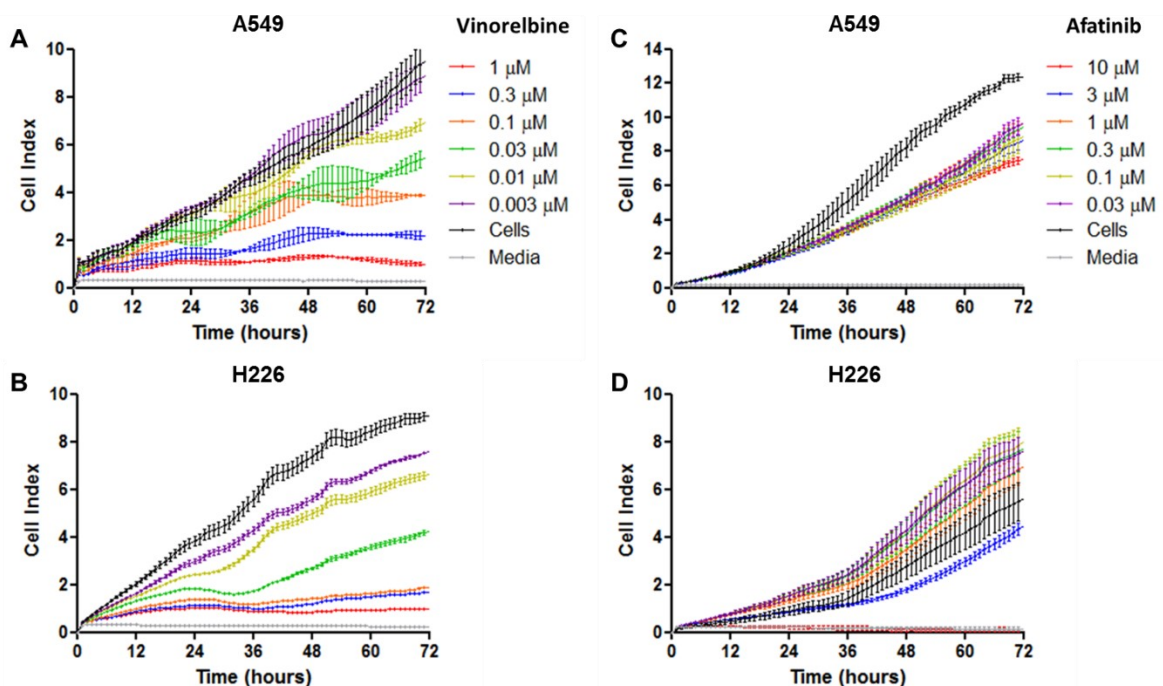 A
A549
Vinorelbine
10
8
6
4
2
0
Cell Index
0 12 24 36 48 60 72
Time (hours)
1 μM
0.3 μM
0.1 μM
0.03 μM
0.01 μM
0.003 μM
Cells
Media
C
A549
Afatinib
14
12
10
8
6
4
2
0
Cell Index
0 12 24 36 48 60 72
Time (hours)
10 μM
3 μM
1 μM
0.3 μM
0.1 μM
0.03 μM
Cells
Media
B
H226
10
8
6
4
2
0
Cell Index
0 12 24 36 48 60 72
Time (hours)
D
H226
10
8
6
4
2
0
Cell Index
0 12 24 36 48 60 72
Time (hours)